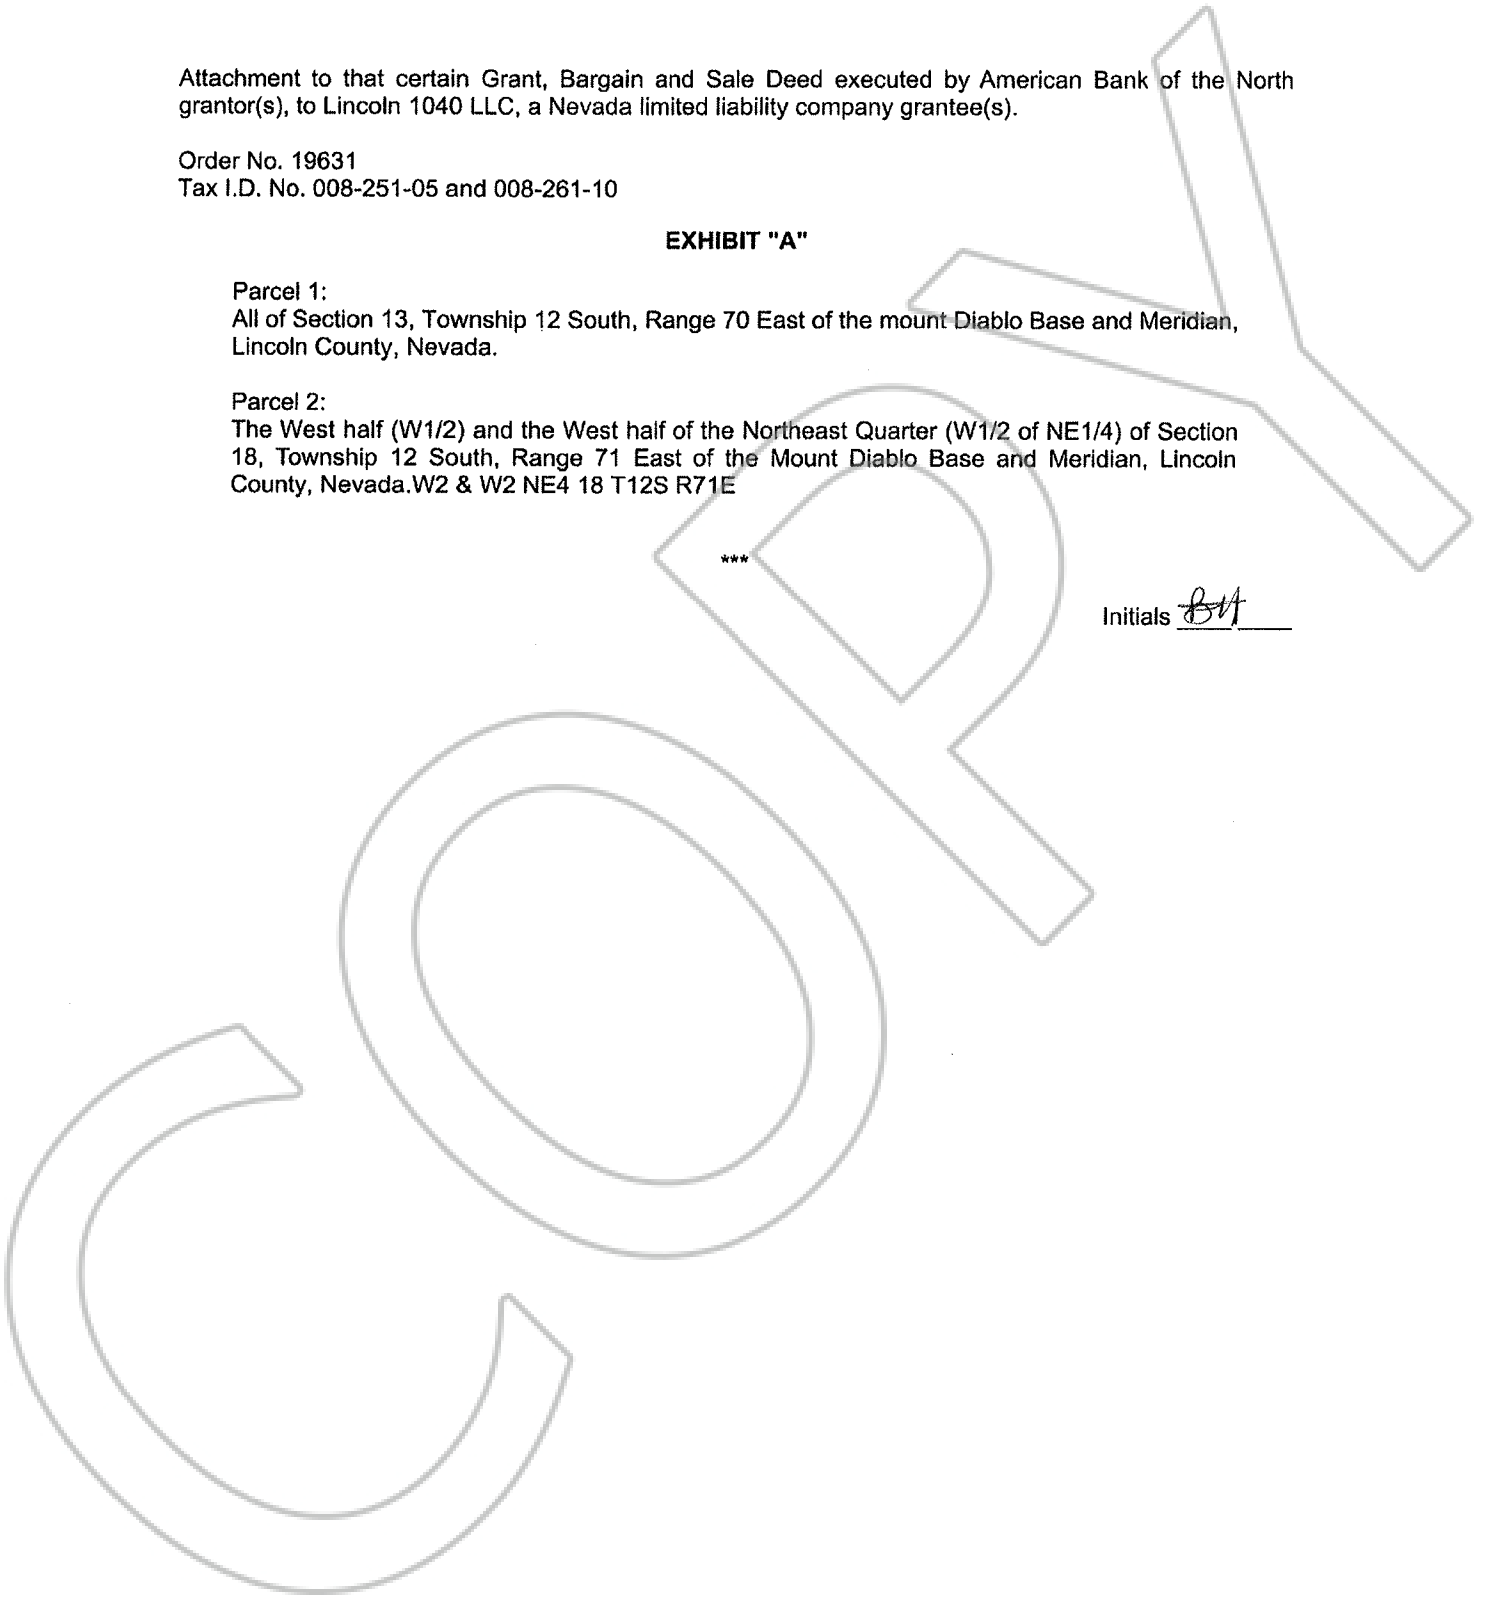 Attachment to that certain Grant, Bargain and Sale Deed executed by American Bank of the North
grantor(s), to Lincoln 1040 LLC, a Nevada limited liability company grantee(s).
Order No. 19631
Tax I.D. No. 008-251-05 and 008-261-10
EXHIBIT "A"
Parcel 1:
All of Section 13, Township 12 South, Range 70 East of the mount Diablo Base and Meridian,
Lincoln County, Nevada.
Parcel 2:
The West half (W1/2) and the West half of the Northeast Quarter (W1/2 of NE1/4) of Section
18, Township 12 South, Range 71 East of the Mount Diablo Base and Meridian, Lincoln
County, Nevada.W2 & W2 NE4 18 T12S R71E
***
Initials BH
COPY